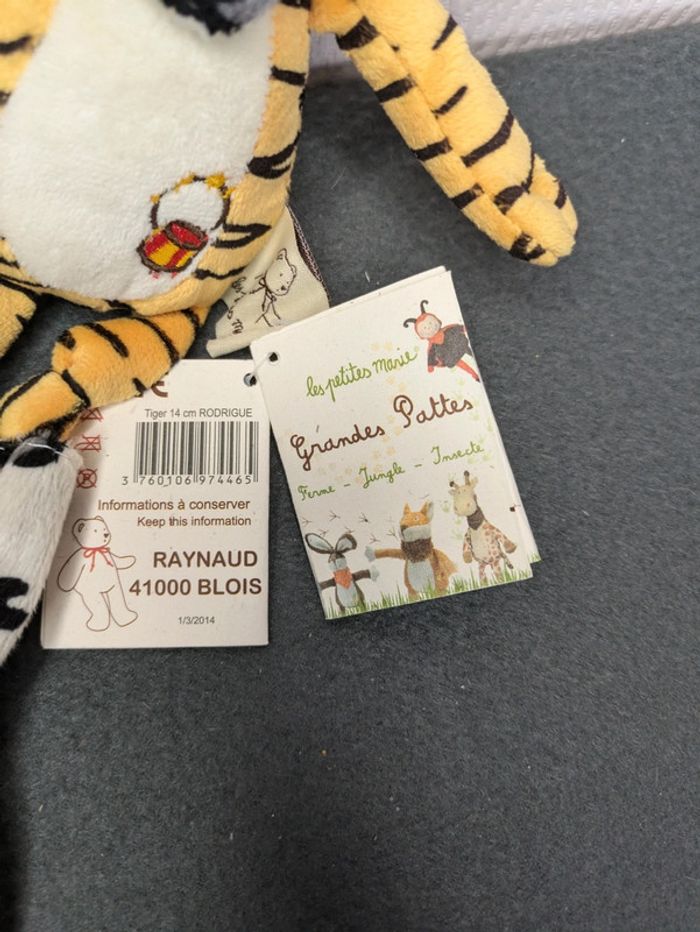 Tiger 14 cm RODRIGUE
3 760106 974465
Informations à conserver
Keep this information
RAYNAUD
41000 BLOIS
1/3/2014
les petites marie
Grandes Pattes
Ferme - Jungle - Insecte